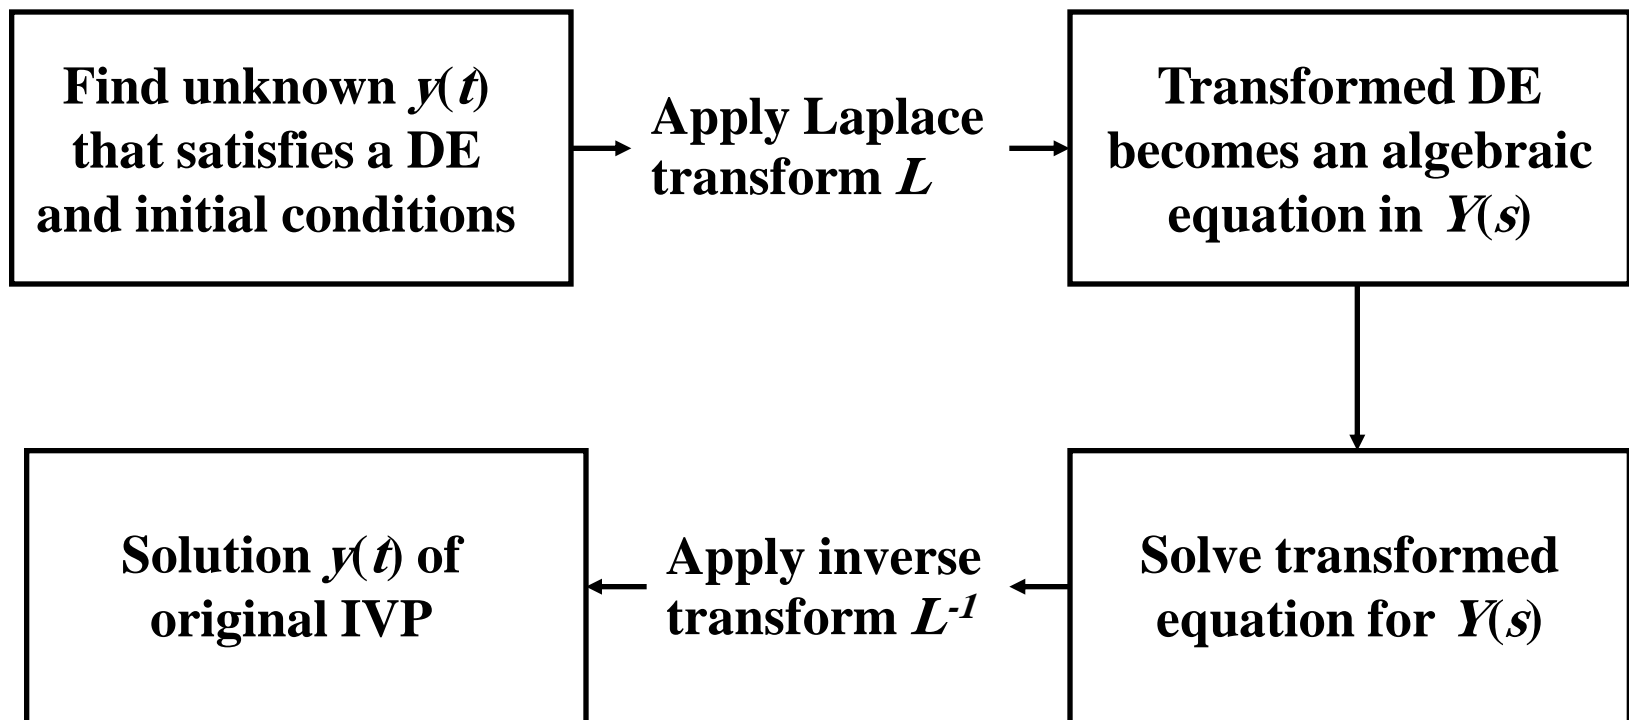 Find unknown y(t)
that satisfies a DE
and initial conditions
Apply Laplace
transform L
Transformed DE
becomes an algebraic
equation in Y(s)
Solution y(t) of
original IVP
Apply inverse
transform L⁻¹
Solve transformed
equation for Y(s)